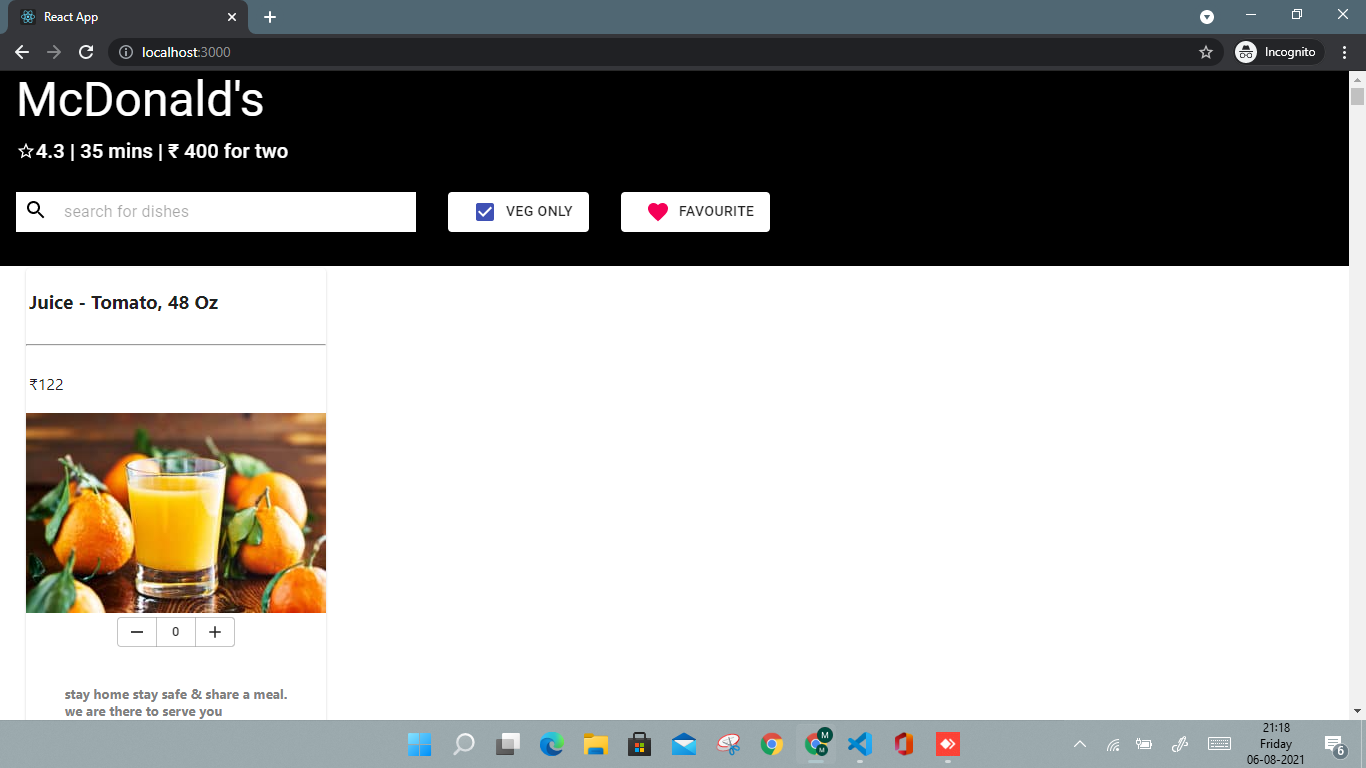 React App
localhost:3000
Incognito
McDonald's
4.3 | 35 mins | ₹ 400 for two
search for dishes
VEG ONLY
FAVOURITE
Juice - Tomato, 48 Oz
₹122
0
stay home stay safe & share a meal.
we are there to serve you
M
M
21:18
Friday
06-08-2021
6